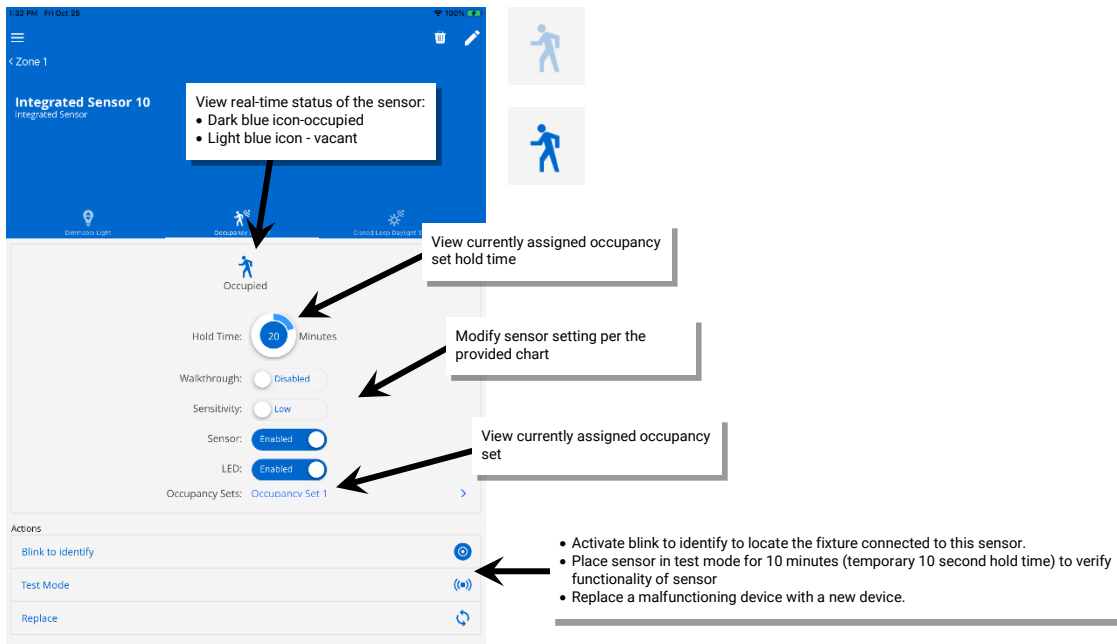 1:32 PM Fri Oct 25
100%
< Zone 1
Integrated Sensor 10
Integrated Sensor
View real-time status of the sensor:
• Dark blue icon-occupied
• Light blue icon - vacant
Dimmable Light
Occupancy
Closed Loop Daylight
View currently assigned occupancy
set hold time
Occupied
Hold Time: 20 Minutes
Modify sensor setting per the
provided chart
Walkthrough: Disabled
Sensitivity: Low
Sensor: Enabled
View currently assigned occupancy
set
LED: Enabled
Occupancy Sets: Occupancy Set 1 >
Actions
Blink to identify
Test Mode
Replace
• Activate blink to identify to locate the fixture connected to this sensor.
• Place sensor in test mode for 10 minutes (temporary 10 second hold time) to verify
functionality of sensor
• Replace a malfunctioning device with a new device.